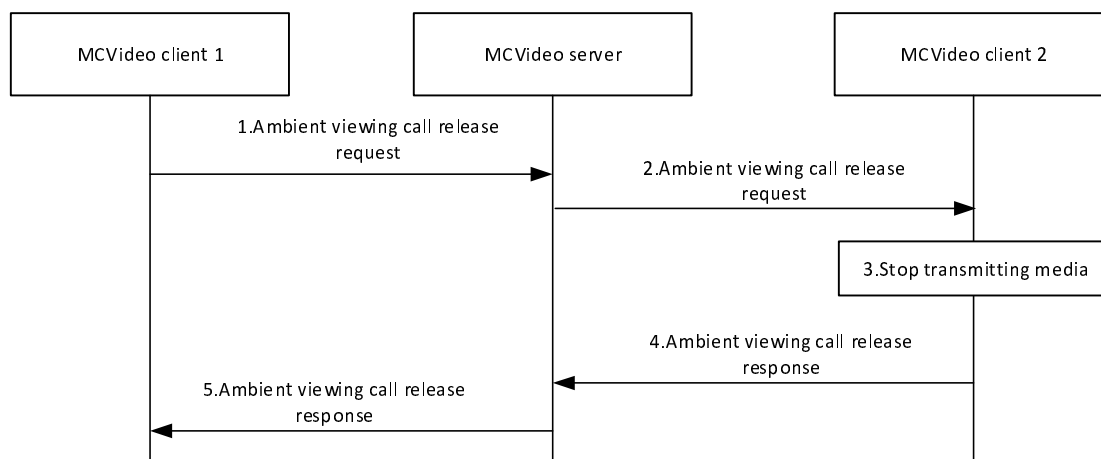 MCVideo client 1
MCVideo server
MCVideo client 2
1.Ambient viewing call release
request
2.Ambient viewing call release
request
3.Stop transmitting media
4.Ambient viewing call release
response
5.Ambient viewing call release
response